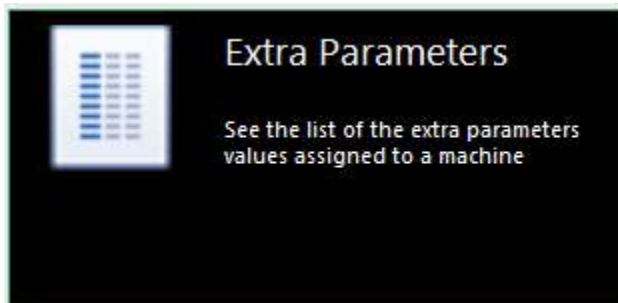 Extra Parameters
See the list of the extra parameters
values assigned to a machine